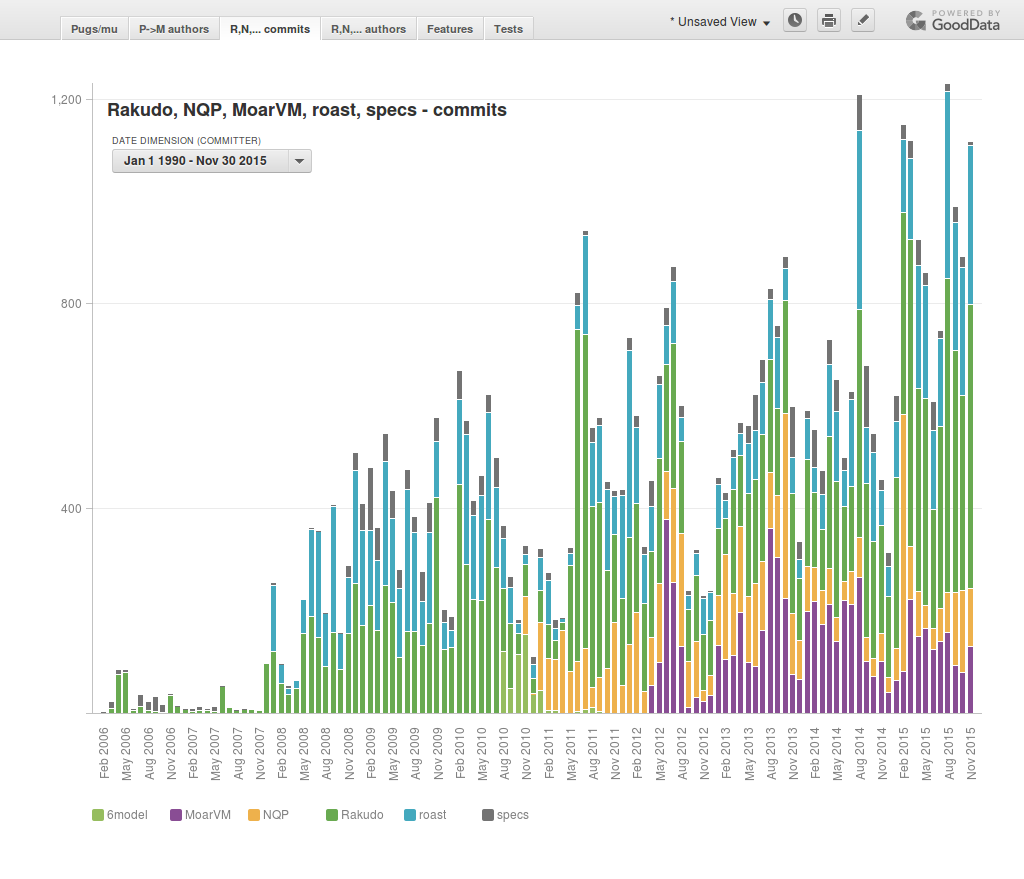 Pugs/mu
P->M authors
R,N,... commits
R,N,... authors
Features
Tests
* Unsaved View
POWERED BY
GoodData
1,200
800
400
Rakudo, NQP, MoarVM, roast, specs - commits
DATE DIMENSION (COMMITTER)
Jan 1 1990 - Nov 30 2015
Feb 2006
May 2006
Aug 2006
Nov 2006
Feb 2007
May 2007
Aug 2007
Nov 2007
Feb 2008
May 2008
Aug 2008
Nov 2008
Feb 2009
May 2009
Aug 2009
Nov 2009
Feb 2010
May 2010
Aug 2010
Nov 2010
Feb 2011
May 2011
Aug 2011
Nov 2011
Feb 2012
May 2012
Aug 2012
Nov 2012
Feb 2013
May 2013
Aug 2013
Nov 2013
Feb 2014
May 2014
Aug 2014
Nov 2014
Feb 2015
May 2015
Aug 2015
Nov 2015
6model
MoarVM
NQP
Rakudo
roast
specs